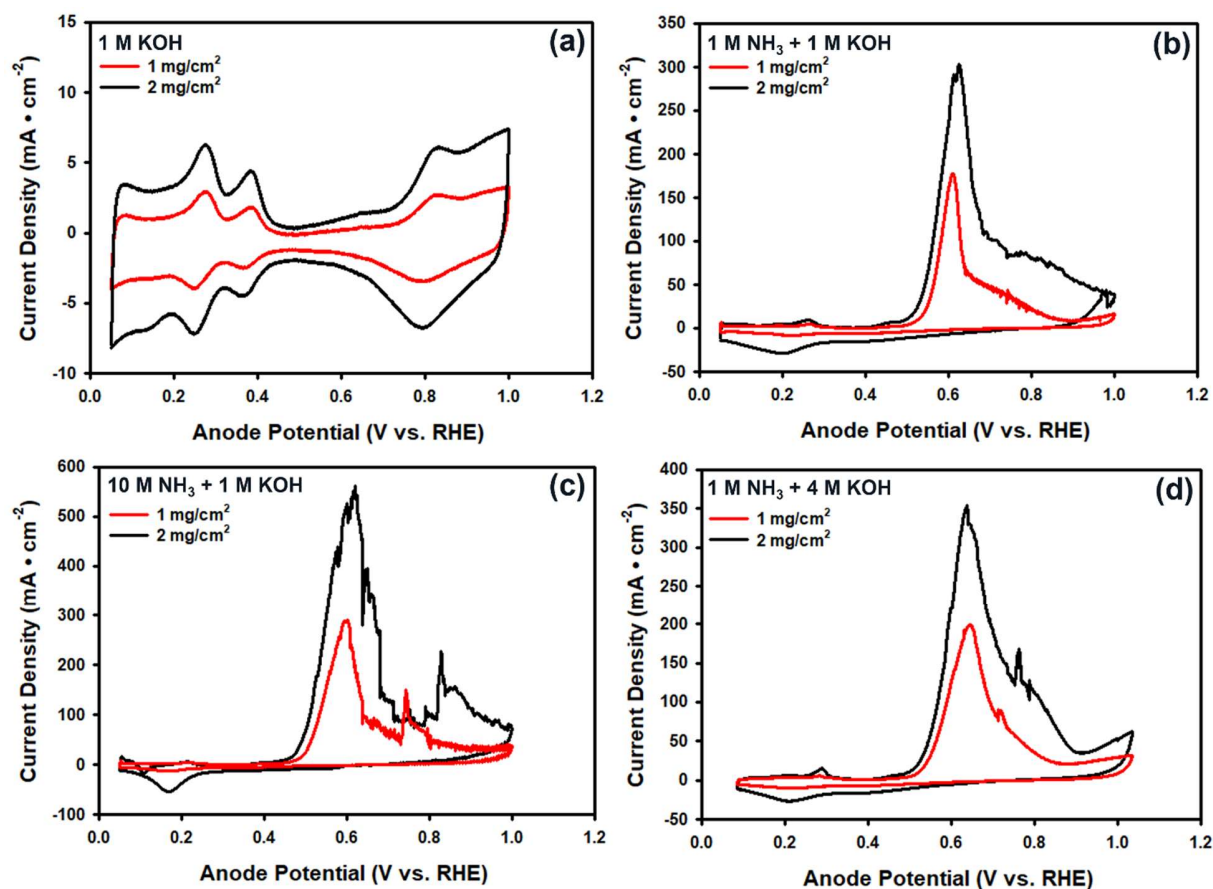 1 M KOH
(a)
1 mg/cm²
2 mg/cm²
Current Density (mA • cm⁻²)
15
10
5
0
-5
-10
0.0 0.2 0.4 0.6 0.8 1.0 1.2
Anode Potential (V vs. RHE)
1 M NH₃ + 1 M KOH
(b)
1 mg/cm²
2 mg/cm²
Current Density (mA • cm⁻²)
350
300
250
200
150
100
50
0
-50
0.0 0.2 0.4 0.6 0.8 1.0 1.2
Anode Potential (V vs. RHE)
10 M NH₃ + 1 M KOH
(c)
1 mg/cm²
2 mg/cm²
Current Density (mA • cm⁻²)
600
500
400
300
200
100
0
-100
0.0 0.2 0.4 0.6 0.8 1.0 1.2
Anode Potential (V vs. RHE)
1 M NH₃ + 4 M KOH
(d)
1 mg/cm²
2 mg/cm²
Current Density (mA • cm⁻²)
400
350
300
250
200
150
100
50
0
-50
0.0 0.2 0.4 0.6 0.8 1.0 1.2
Anode Potential (V vs. RHE)